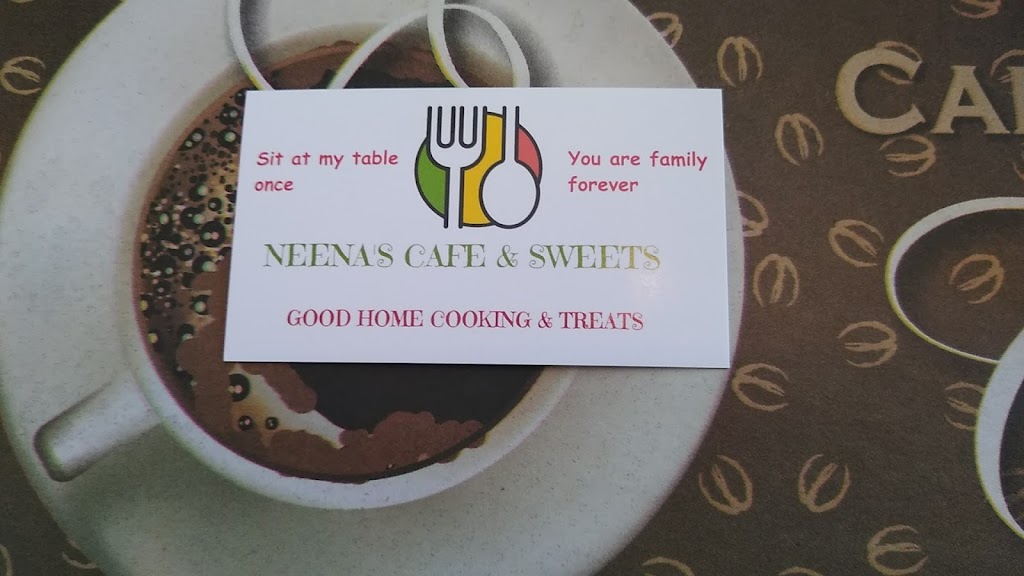 Sit at my table
once
You are family
forever
NEENA'S CAFE & SWEETS
GOOD HOME COOKING & TREATS